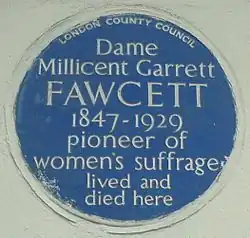 LONDON COUNTY COUNCIL
Dame
Millicent Garrett
FAWCETT
1847-1929
pioneer of
women's suffrage
lived and
died here